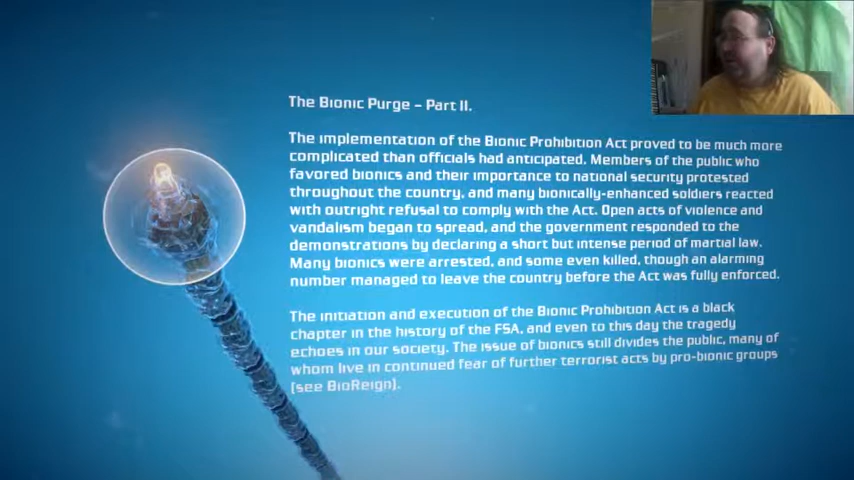 The Bionic Purge – Part II.
The implementation of the Bionic Prohibition Act proved to be much more
complicated than officials had anticipated. Members of the public who
favored bionics and their importance to national security protested
throughout the country, and many bionically-enhanced soldiers reacted
with outright refusal to comply with the Act. Open acts of violence and
vandalism began to spread, and the government responded to the
demonstrations by declaring a short but intense period of martial law.
Many bionics were arrested, and some even killed, though an alarming
number managed to leave the country before the Act was fully enforced.
The initiation and execution of the Bionic Prohibition Act is a black
chapter in the history of the FSA, and even to this day the tragedy
echoes in our society. The issue of bionics still divides the public, many of
whom live in continued fear of further terrorist acts by pro-bionic groups
(see BioReign).